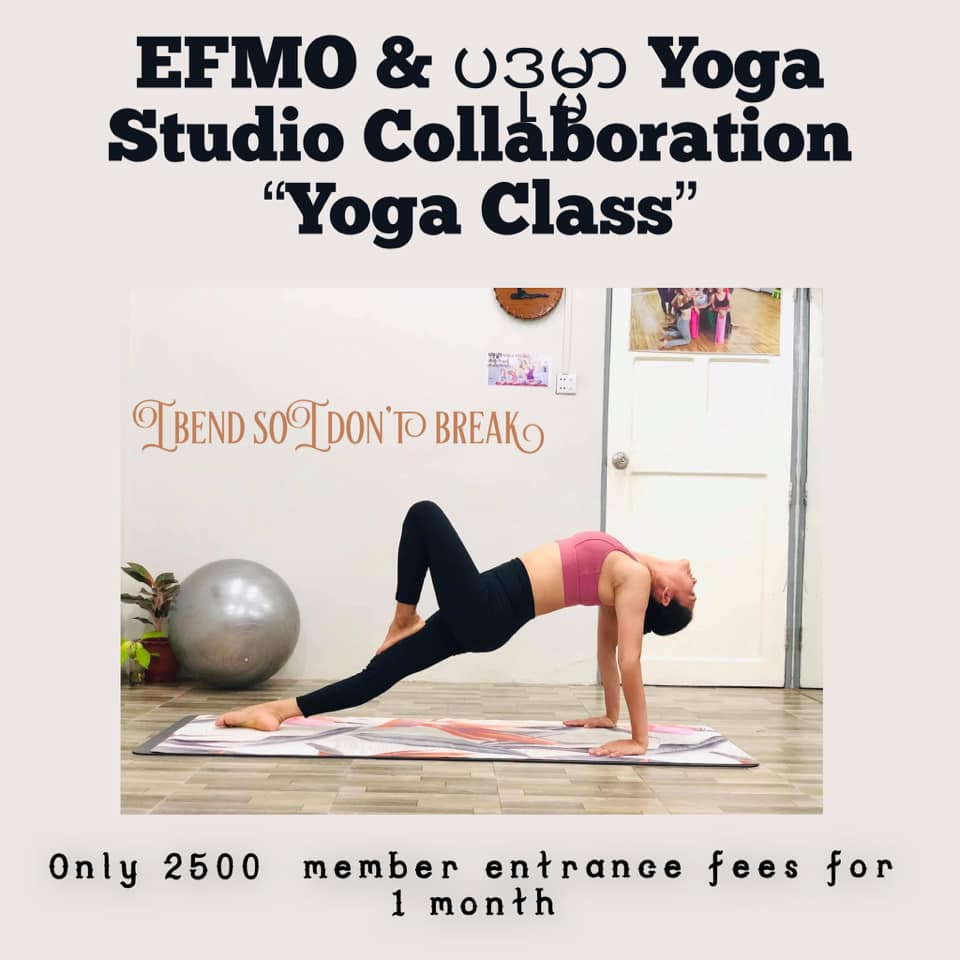 EFMO & ပဒုမ္မာ Yoga
Studio Collaboration
“Yoga Class”
I BEND SO I DON'T BREAK
Only 2500 member entrance fees for
1 month